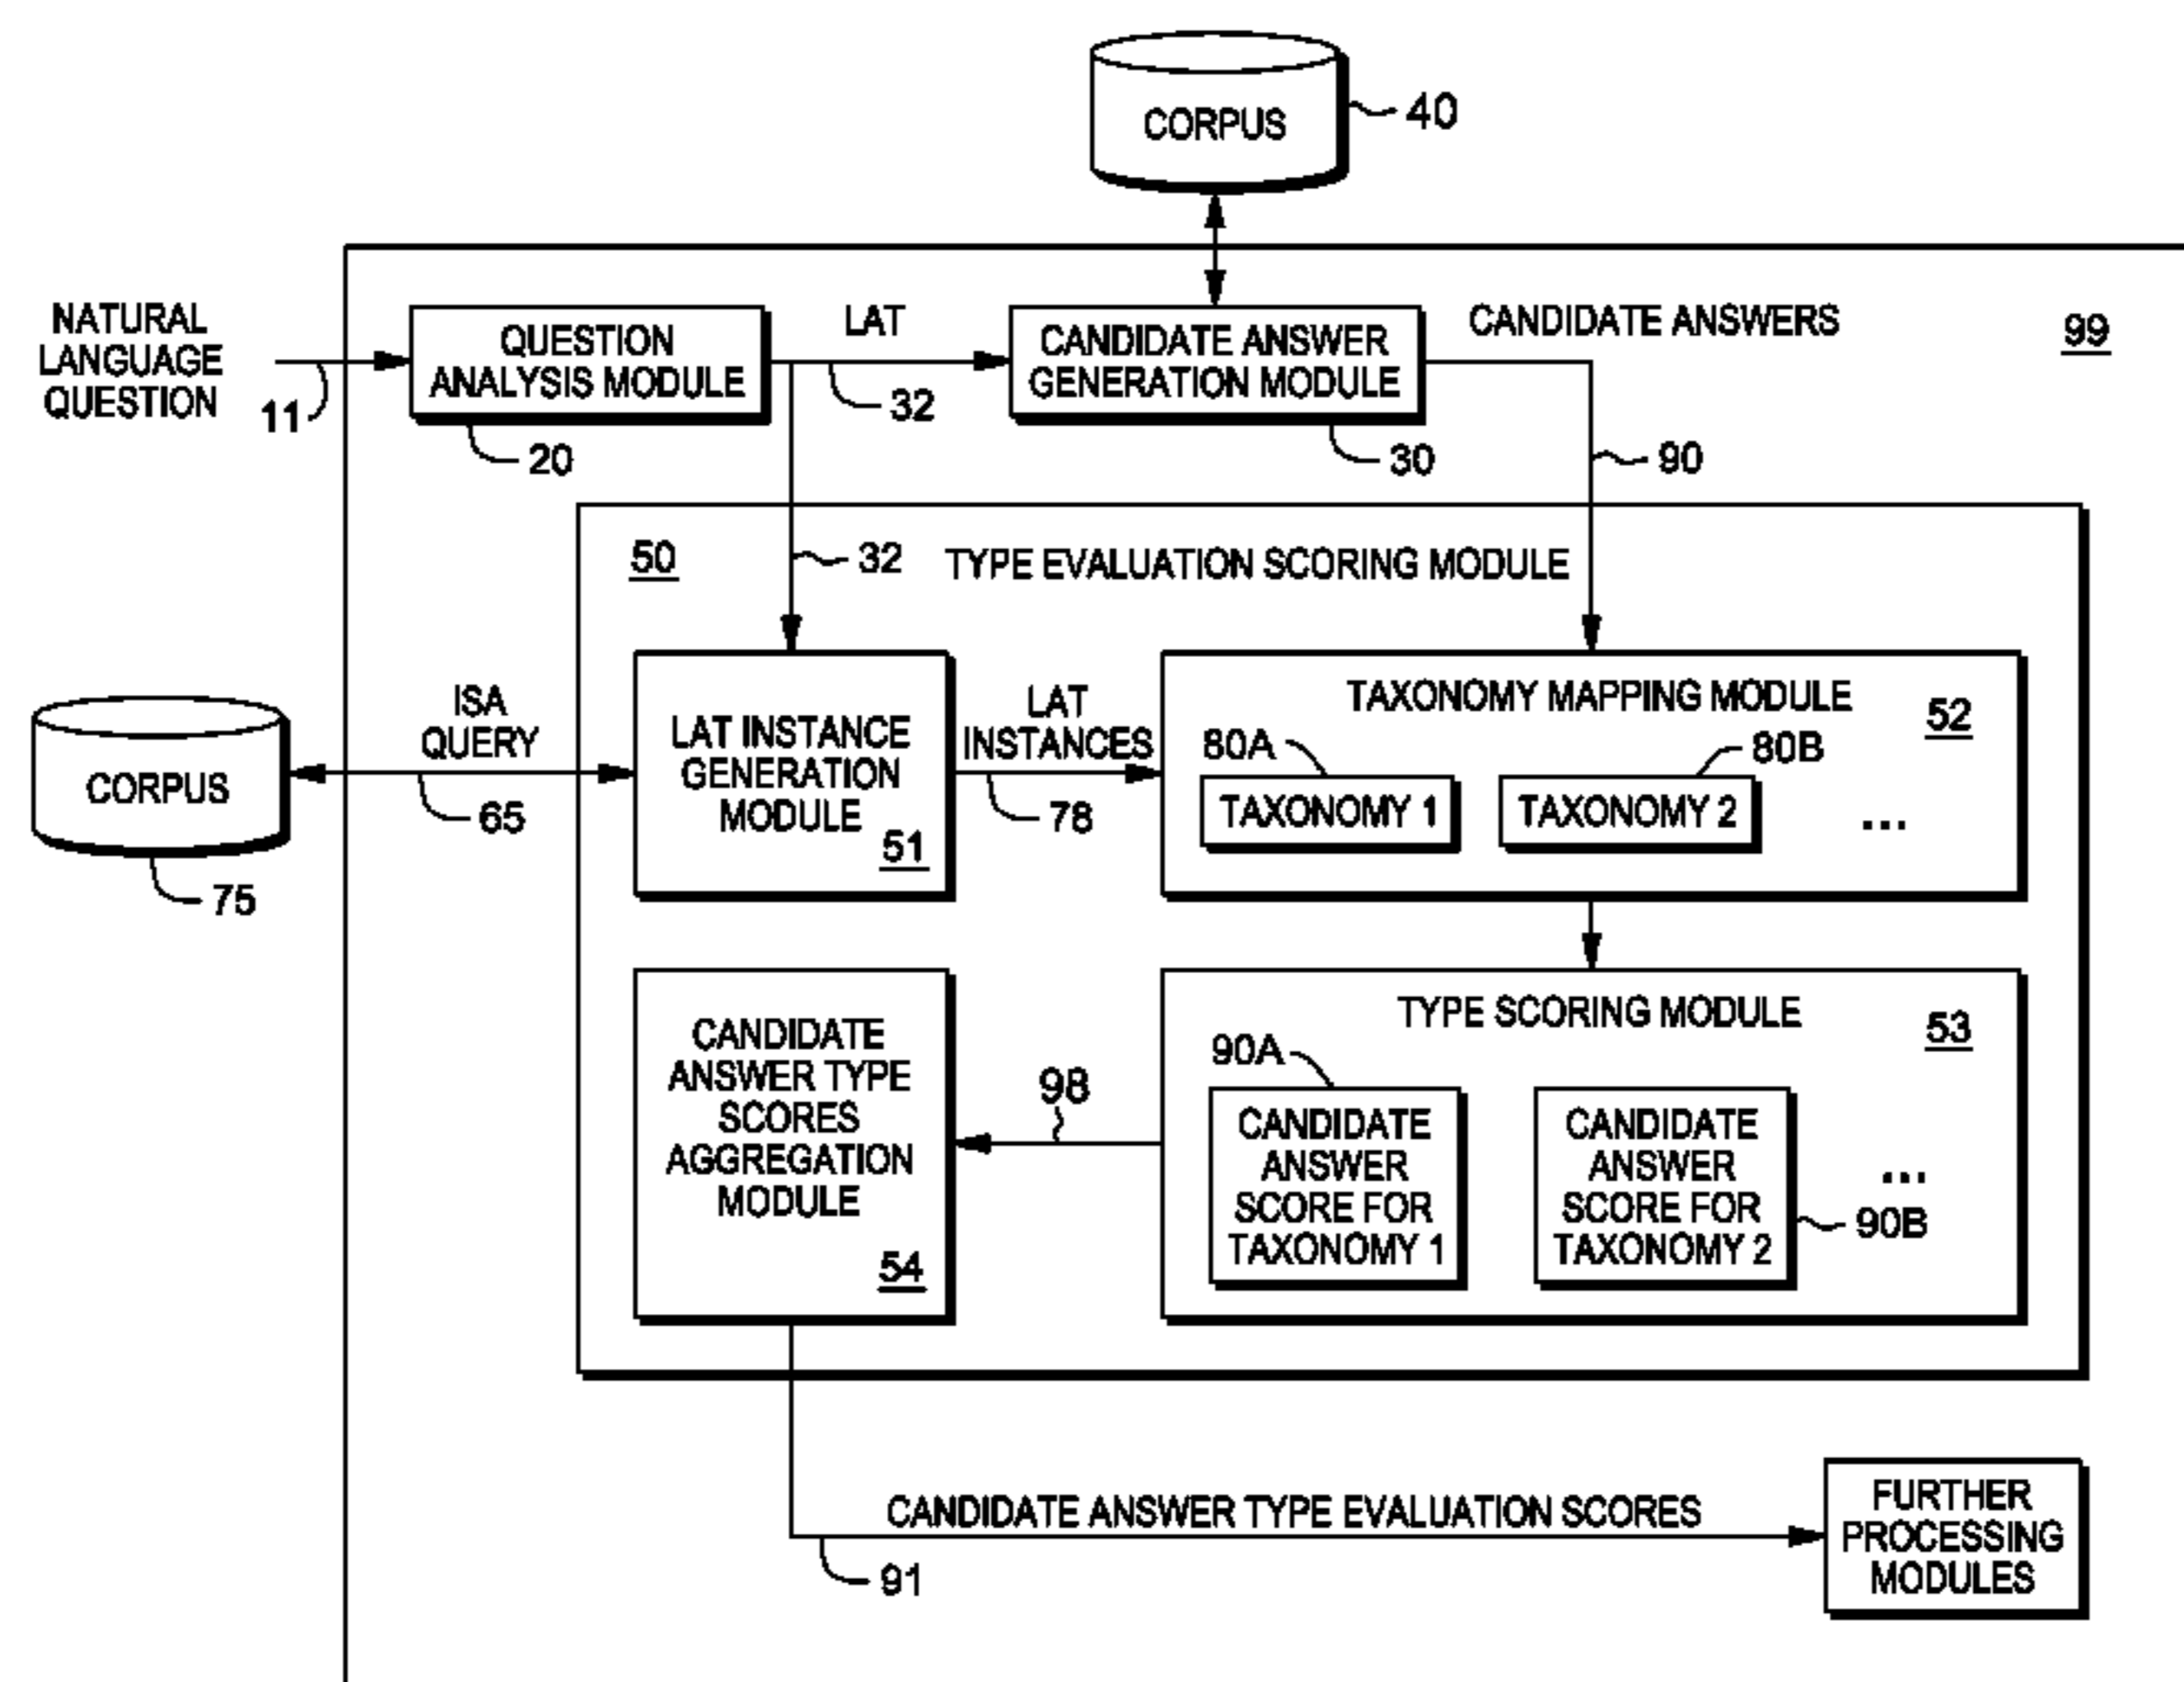 CORPUS
40
NATURAL
LANGUAGE
QUESTION
11
QUESTION
ANALYSIS MODULE
20
LAT
32
CANDIDATE ANSWER
GENERATION MODULE
30
CANDIDATE ANSWERS
90
99
50
32
TYPE EVALUATION SCORING MODULE
CORPUS
75
ISA
QUERY
65
LAT INSTANCE
GENERATION
MODULE
51
LAT
INSTANCES
78
TAXONOMY MAPPING MODULE
52
80A
TAXONOMY 1
80B
TAXONOMY 2
...
CANDIDATE
ANSWER TYPE
SCORES
AGGREGATION
MODULE
54
98
TYPE SCORING MODULE
53
90A
CANDIDATE
ANSWER
SCORE FOR
TAXONOMY 1
CANDIDATE
ANSWER
SCORE FOR
TAXONOMY 2
...
90B
CANDIDATE ANSWER TYPE EVALUATION SCORES
91
FURTHER
PROCESSING
MODULES